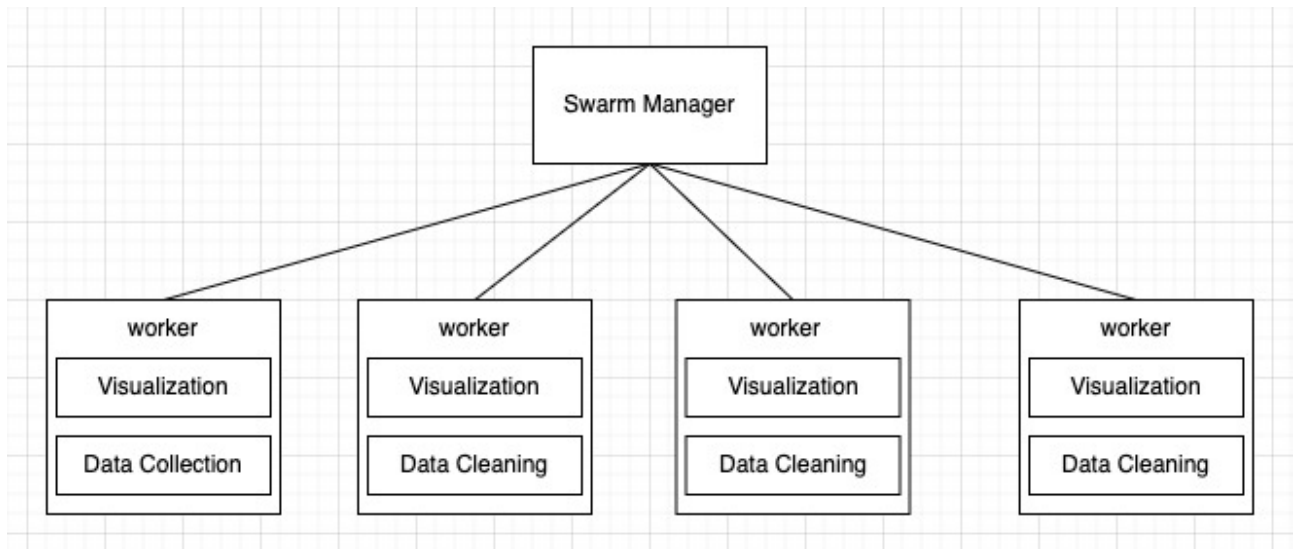 Swarm Manager
worker
Visualization
Data Collection
worker
Visualization
Data Cleaning
worker
Visualization
Data Cleaning
worker
Visualization
Data Cleaning